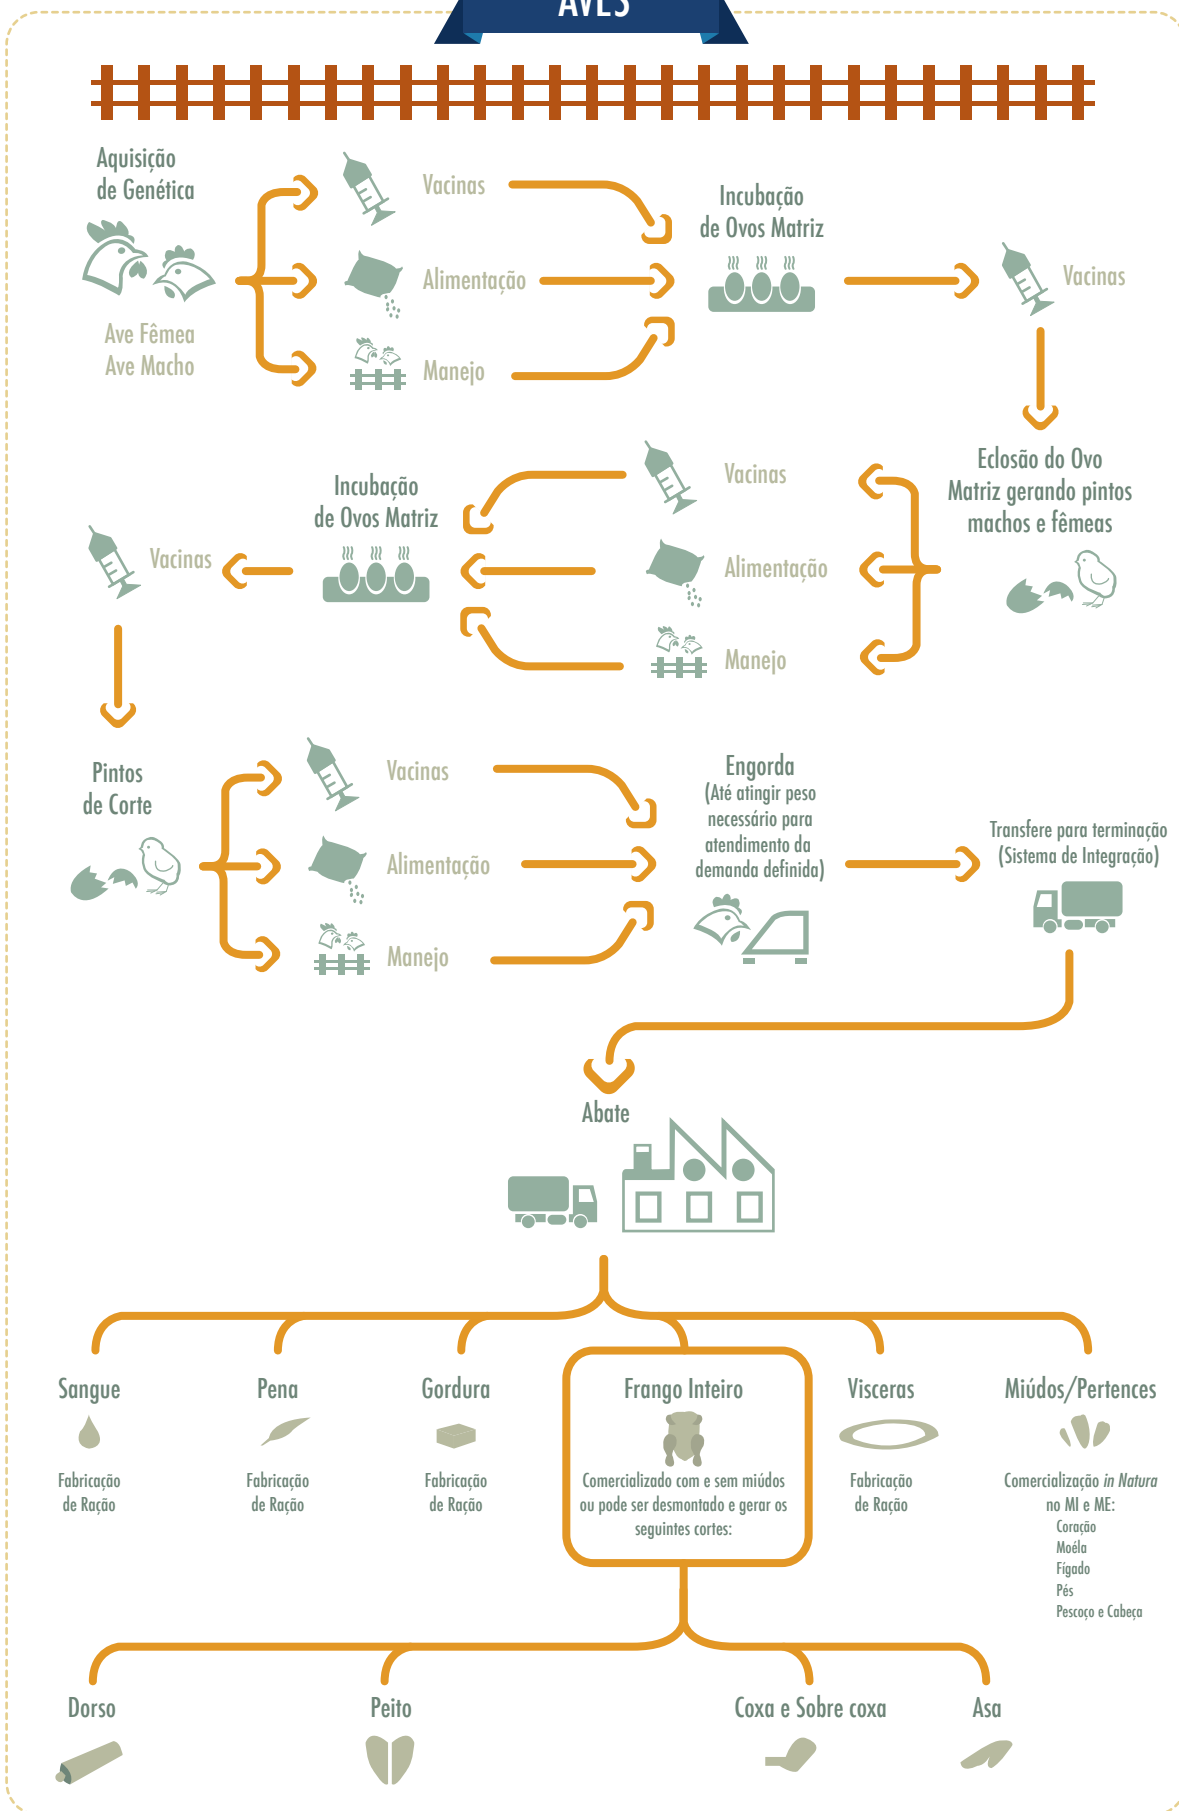 AVES
Aquisição
de Genética
Ave Fêmea
Ave Macho
Vacinas
Alimentação
Manejo
Incubação
de Ovos Matriz
Vacinas
Eclosão do Ovo
Matriz gerando pintos
machos e fêmeas
Vacinas
Alimentação
Manejo
Incubação
de Ovos Matriz
Vacinas
Pintos
de Corte
Vacinas
Alimentação
Manejo
Engorda
(Até atingir peso
necessário para
atendimento da
demanda definida)
Transfere para terminação
(Sistema de Integração)
Abate
Sangue
Fabricação
de Ração
Pena
Fabricação
de Ração
Gordura
Fabricação
de Ração
Frango Inteiro
Comercializado com e sem miúdos
ou pode ser desmontado e gerar os
seguintes cortes:
Visceras
Fabricação
de Ração
Miúdos/Pertences
Comercialização in Natura
no MI e ME:
Coração
Moéla
Fígado
Pés
Pescoço e Cabeça
Dorso
Peito
Coxa e Sobre coxa
Asa